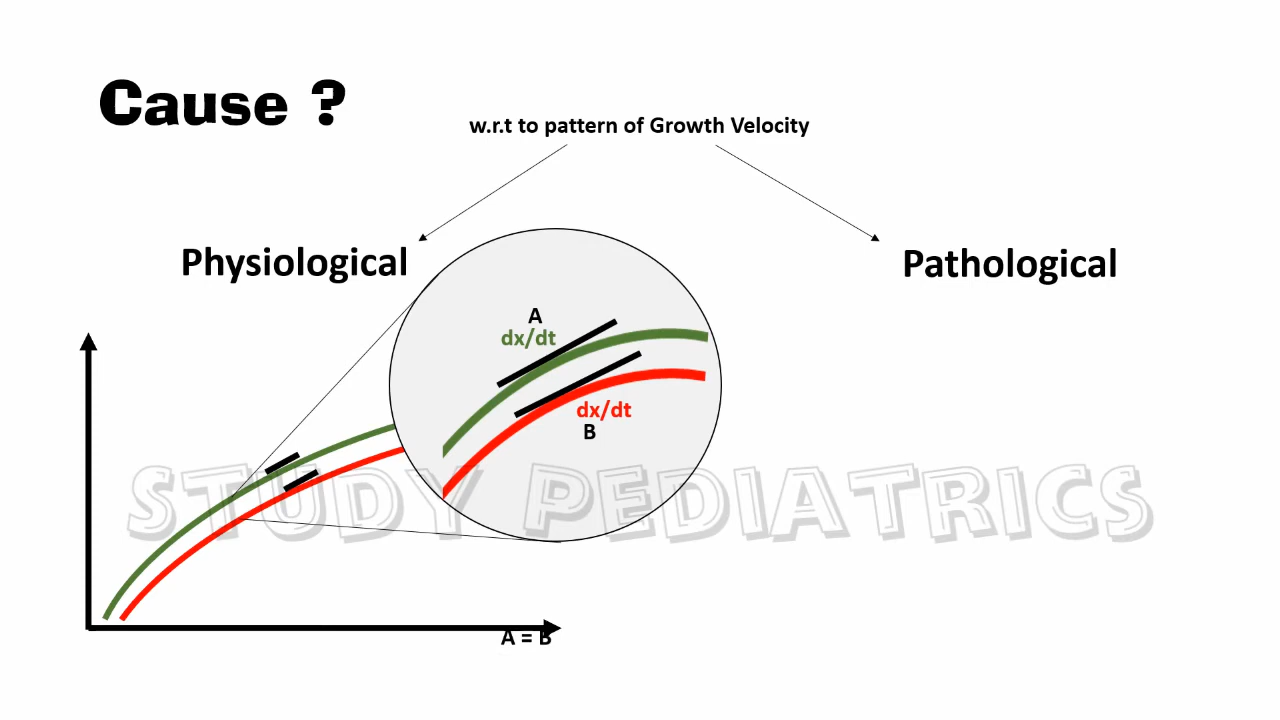 Cause ?
w.r.t to pattern of Growth Velocity
Physiological
Pathological
A
dx/dt
dx/dt
B
STUDY PEDIATRICS
A = B